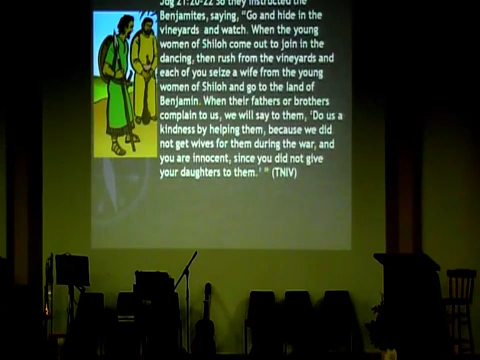 Jdg 21:20-22 So they instructed the
Benjamites, saying, "Go and hide in the
vineyards and watch. When the young
women of Shiloh come out to join in the
dancing, then rush from the vineyards and
each of you seize a wife from the young
women of Shiloh and go to the land of
Benjamin. When their fathers or brothers
complain to us, we will say to them, 'Do us a
kindness by helping them, because we did
not get wives for them during the war, and
you are innocent, since you did not give
your daughters to them.' " (TNIV)